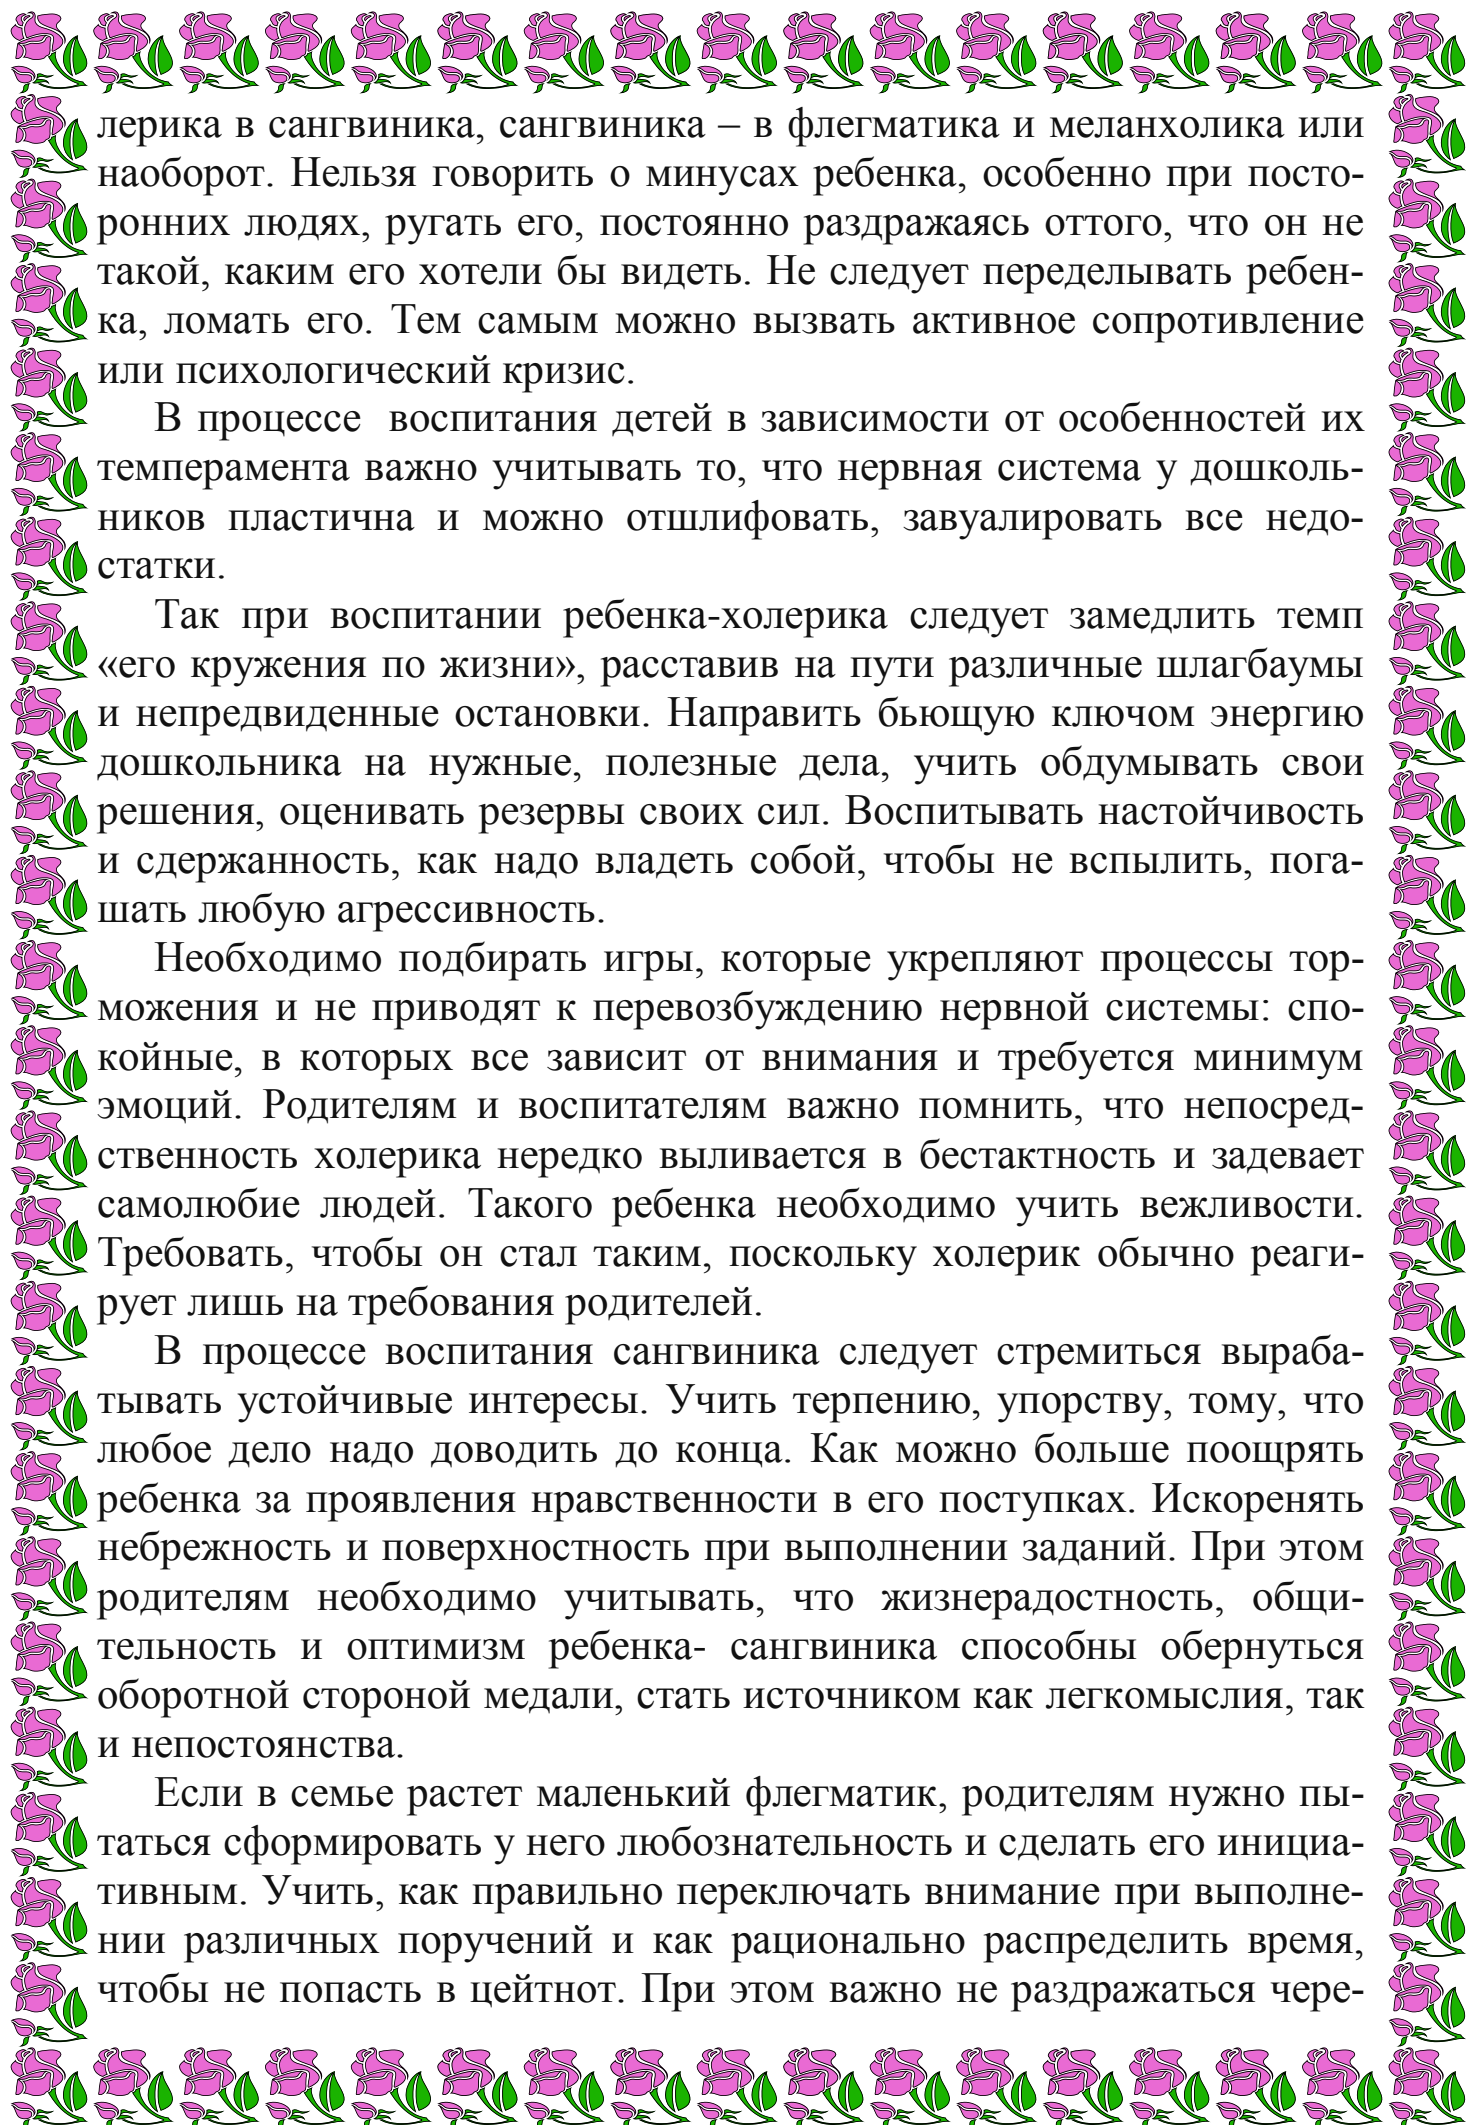 лерика в сангвиника, сангвиника – в флегматика и меланхолика или
наоборот. Нельзя говорить о минусах ребенка, особенно при посто-
ронних людях, ругать его, постоянно раздражаясь оттого, что он не
такой, каким его хотели бы видеть. Не следует переделывать ребен-
ка, ломать его. Тем самым можно вызвать активное сопротивление
или психологический кризис.
В процессе воспитания детей в зависимости от особенностей их
темперамента важно учитывать то, что нервная система у дошколь-
ников пластична и можно отшлифовать, завуалировать все недо-
статки.
Так при воспитании ребенка-холерика следует замедлить темп
«его кружения по жизни», расставив на пути различные шлагбаумы
и непредвиденные остановки. Направить бьющую ключом энергию
дошкольника на нужные, полезные дела, учить обдумывать свои
решения, оценивать резервы своих сил. Воспитывать настойчивость
и сдержанность, как надо владеть собой, чтобы не вспылить, пога-
шать любую агрессивность.
Необходимо подбирать игры, которые укрепляют процессы тор-
можения и не приводят к перевозбуждению нервной системы: спо-
койные, в которых все зависит от внимания и требуется минимум
эмоций. Родителям и воспитателям важно помнить, что непосред-
ственность холерика нередко выливается в бестактность и задевает
самолюбие людей. Такого ребенка необходимо учить вежливости.
Требовать, чтобы он стал таким, поскольку холерик обычно реаги-
рует лишь на требования родителей.
В процессе воспитания сангвиника следует стремиться выраба-
тывать устойчивые интересы. Учить терпению, упорству, тому, что
любое дело надо доводить до конца. Как можно больше поощрять
ребенка за проявления нравственности в его поступках. Искоренять
небрежность и поверхностность при выполнении заданий. При этом
родителям необходимо учитывать, что жизнерадостность, общи-
тельность и оптимизм ребенка- сангвиника способны обернуться
оборотной стороной медали, стать источником как легкомыслия, так
и непостоянства.
Если в семье растет маленький флегматик, родителям нужно пы-
таться сформировать у него любознательность и сделать его инициа-
тивным. Учить, как правильно переключать внимание при выполне-
нии различных поручений и как рационально распределить время,
чтобы не попасть в цейтнот. При этом важно не раздражаться чере-